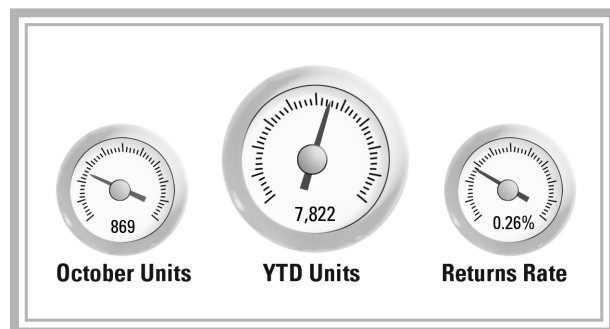 869
7,822
0.26%
October Units
YTD Units
Returns Rate